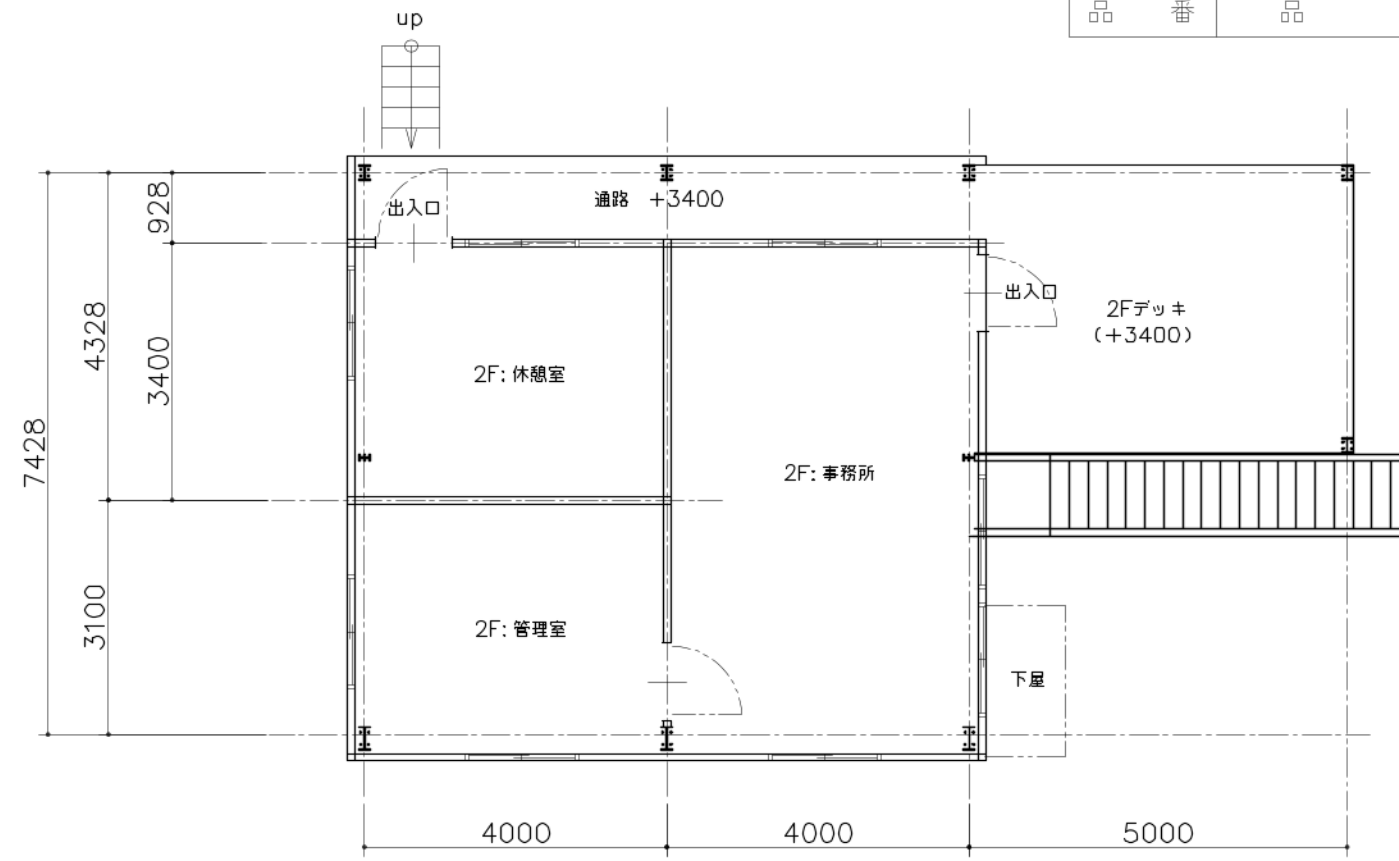 品 番 品
up
928
出入口
通路 +3400
出入口
2Fデッキ
(+3400)
4328
3400
2F: 休憩室
7428
2F: 事務所
3100
2F: 管理室
下屋
4000 4000 5000